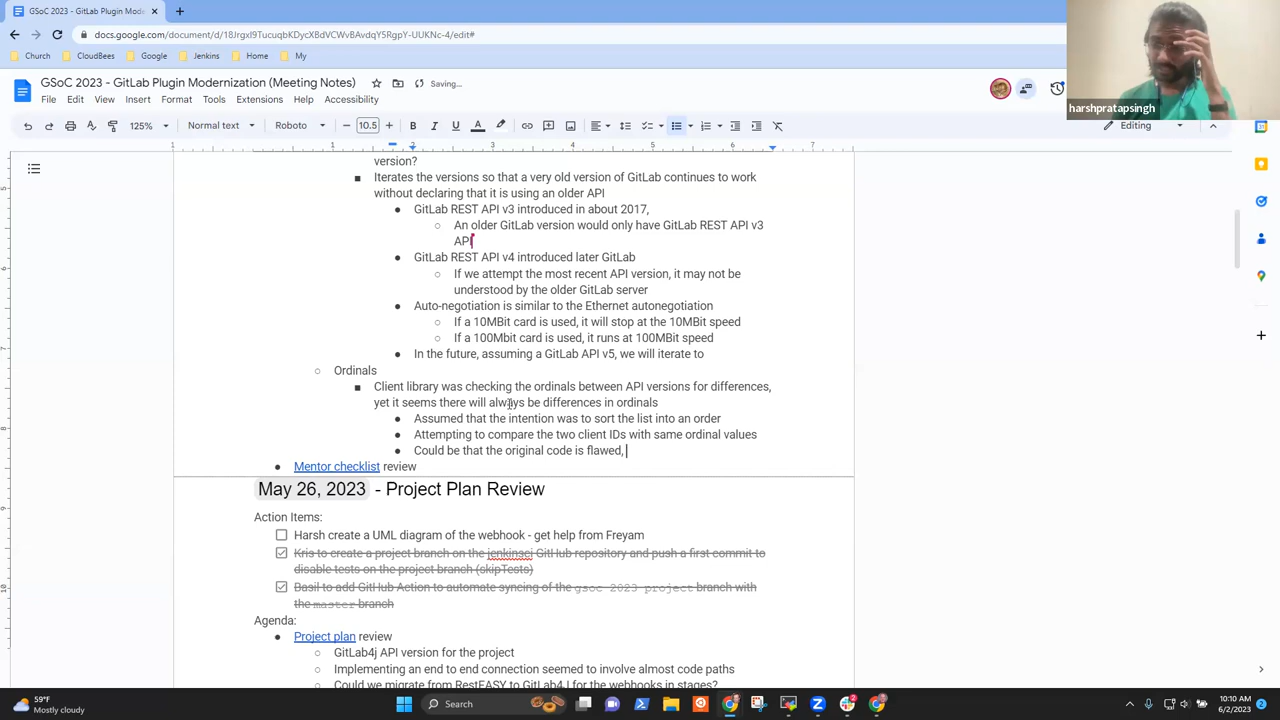 GSoC 2023 - GitLab Plugin Mod
docs.google.com/document/d/18Jrgxl9TucuqbKDycXBdVCWvBAvdqY5RgpY-UUKNc-4/edit#
Church
CloudBees
Google
Jenkins
Home
My
GSoC 2023 - GitLab Plugin Modernization (Meeting Notes)
Saving...
File Edit View Insert Format Tools Extensions Help Accessibility
harshpratapsingh
125%
Normal text
Roboto
10.5
Editing
version?
Iterates the versions so that a very old version of GitLab continues to work
without declaring that it is using an older API
GitLab REST API v3 introduced in about 2017,
An older GitLab version would only have GitLab REST API v3
API
GitLab REST API v4 introduced later GitLab
If we attempt the most recent API version, it may not be
understood by the older GitLab server
Auto-negotiation is similar to the Ethernet autonegotiation
If a 10MBit card is used, it will stop at the 10MBit speed
If a 100Mbit card is used, it runs at 100MBit speed
In the future, assuming a GitLab API v5, we will iterate to
Ordinals
Client library was checking the ordinals between API versions for differences,
yet it seems there will always be differences in ordinals
Assumed that the intention was to sort the list into an order
Attempting to compare the two client IDs with same ordinal values
Could be that the original code is flawed,
Mentor checklist review
May 26, 2023 - Project Plan Review
Action Items:
Harsh create a UML diagram of the webhook - get help from Freyam
Kris to create a project branch on the jenkinsci GitHub repository and push a first commit to
disable tests on the project branch (skipTests)
Basil to add GitHub Action to automate syncing of the gsoc 2023 project branch with
the master branch
Agenda:
Project plan review
GitLab4j API version for the project
Implementing an end to end connection seemed to involve almost code paths
Could we migrate from RestEASY to GitLab4J for the webhooks in stages?
59°F
Mostly cloudy
Search
10:10 AM
6/2/2023